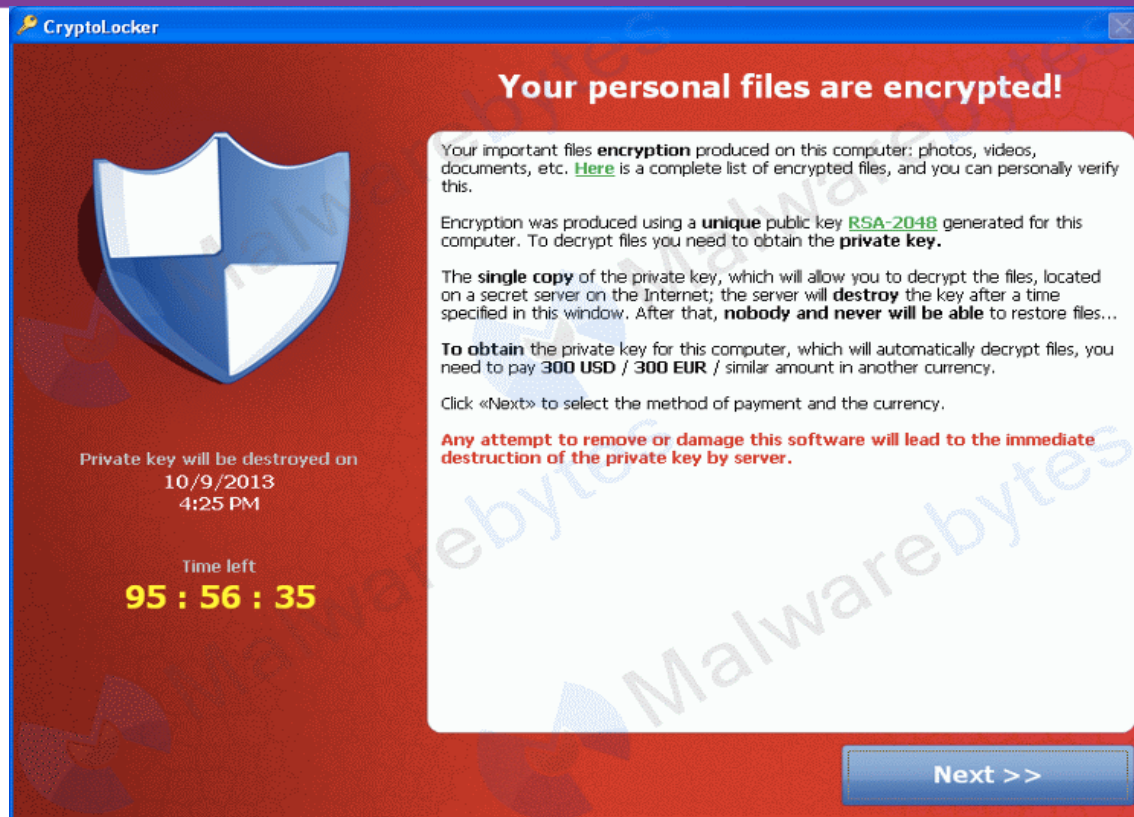 CryptoLocker
Your personal files are encrypted!
Your important files encryption produced on this computer: photos, videos,
documents, etc. Here is a complete list of encrypted files, and you can personally verify
this.
Encryption was produced using a unique public key RSA-2048 generated for this
computer. To decrypt files you need to obtain the private key.
The single copy of the private key, which will allow you to decrypt the files, located
on a secret server on the Internet; the server will destroy the key after a time
specified in this window. After that, nobody and never will be able to restore files...
To obtain the private key for this computer, which will automatically decrypt files, you
need to pay 300 USD / 300 EUR / similar amount in another currency.
Click «Next» to select the method of payment and the currency.
Any attempt to remove or damage this software will lead to the immediate
destruction of the private key by server.
Private key will be destroyed on
10/9/2013
4:25 PM
Time left
95 : 56 : 35
Next >>
Malwarebytes
Malwarebytes
Malwarebytes
Malwarebytes